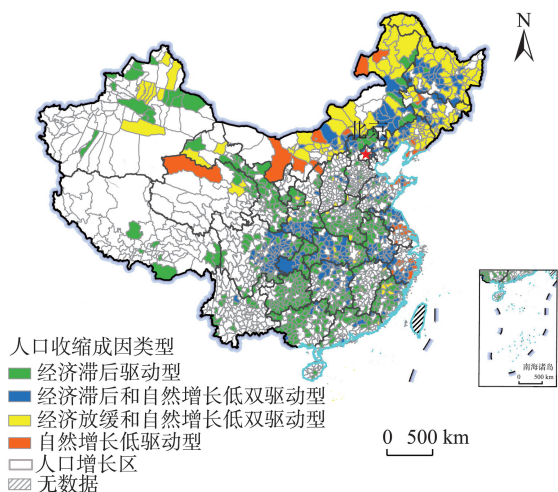 N
北京
人口收缩成因类型
经济滞后驱动型
经济滞后和自然增长低双驱动型
经济放缓和自然增长低双驱动型
自然增长低驱动型
人口增长区
无数据
0 500 km
南海诸岛
0 500 km